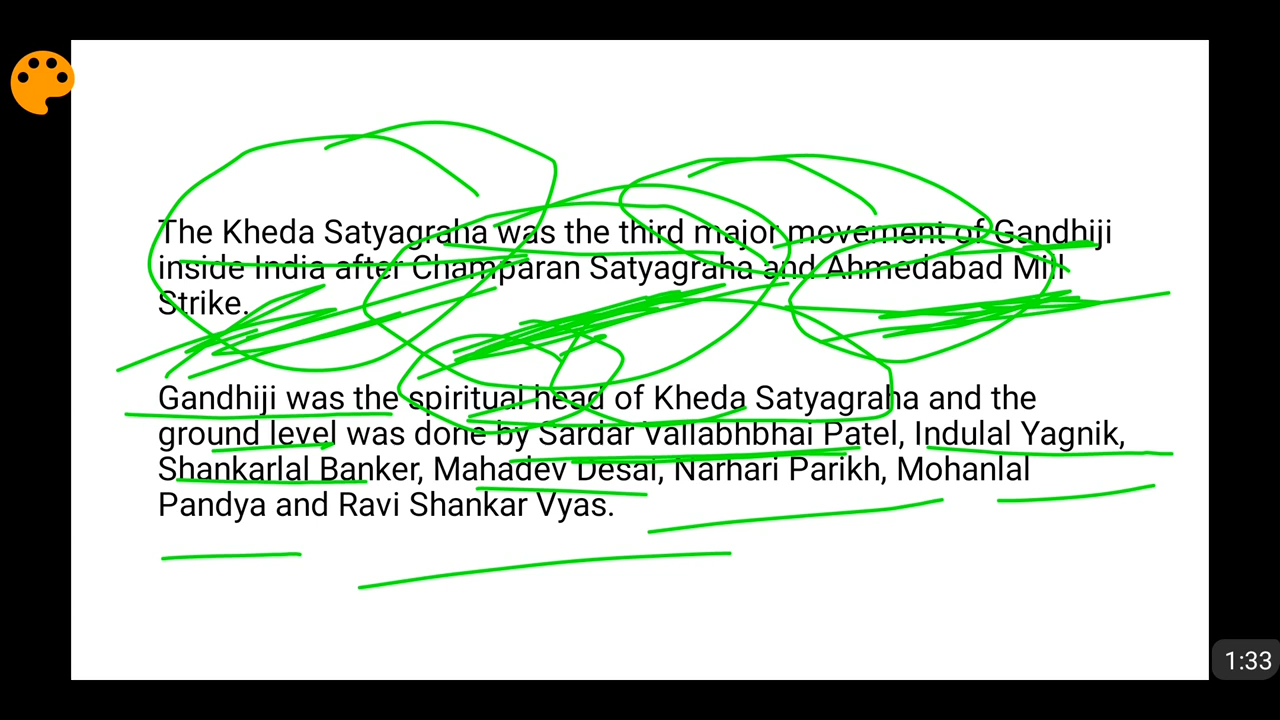 The Kheda Satyagraha was the third major movement of Gandhiji
inside India after Champaran Satyagraha and Ahmedabad Mill
Strike.
Gandhiji was the spiritual head of Kheda Satyagraha and the
ground level was done by Sardar Vallabhbhai Patel, Indulal Yagnik,
Shankarlal Banker, Mahadev Desai, Narhari Parikh, Mohanlal
Pandya and Ravi Shankar Vyas.
1:33